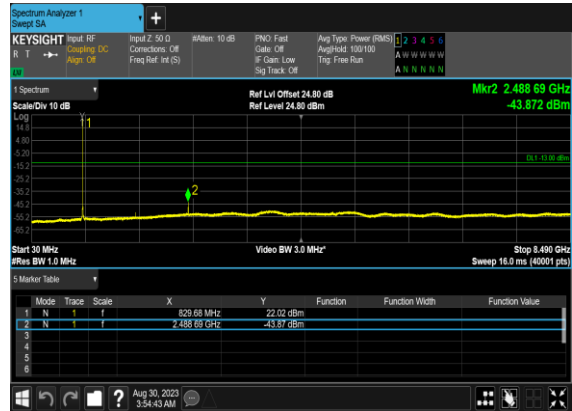 Spectrum Analyzer 1
Swept SA
+
KEYSIGHT Input: RF Input Z: 50 Ω #Atten: 10 dB PNO: Fast Avg Type: Power (RMS) 1 2 3 4 5 6
R T Coupling: DC Corrections: Off Gate: Off Avg|Hold: 100/100 A W W W W W
Align: Off Freq Ref: Int (S) IF Gain: Low Trig: Free Run
LW Sig Track: Off A N N N N N
1 Spectrum Ref Lvl Offset 24.80 dB Mkr2 2.488 69 GHz
Scale/Div 10 dB Ref Level 24.80 dBm -43.872 dBm
Log
14.8
4.80
-5.20
-15.2
-25.2
-35.2
-45.2
-55.2
-65.2
1
2
DL1 -13.00 dBm
Start 30 MHz Video BW 3.0 MHz* Stop 8.490 GHz
#Res BW 1.0 MHz Sweep 16.0 ms (40001 pts)
5 Marker Table
Mode Trace Scale X Y Function Function Width Function Value
1 N 1 f 829.68 MHz 22.02 dBm
2 N 1 f 2.488 69 GHz -43.87 dBm
3
4
5
6
? Aug 30, 2023
3:54:43 AM